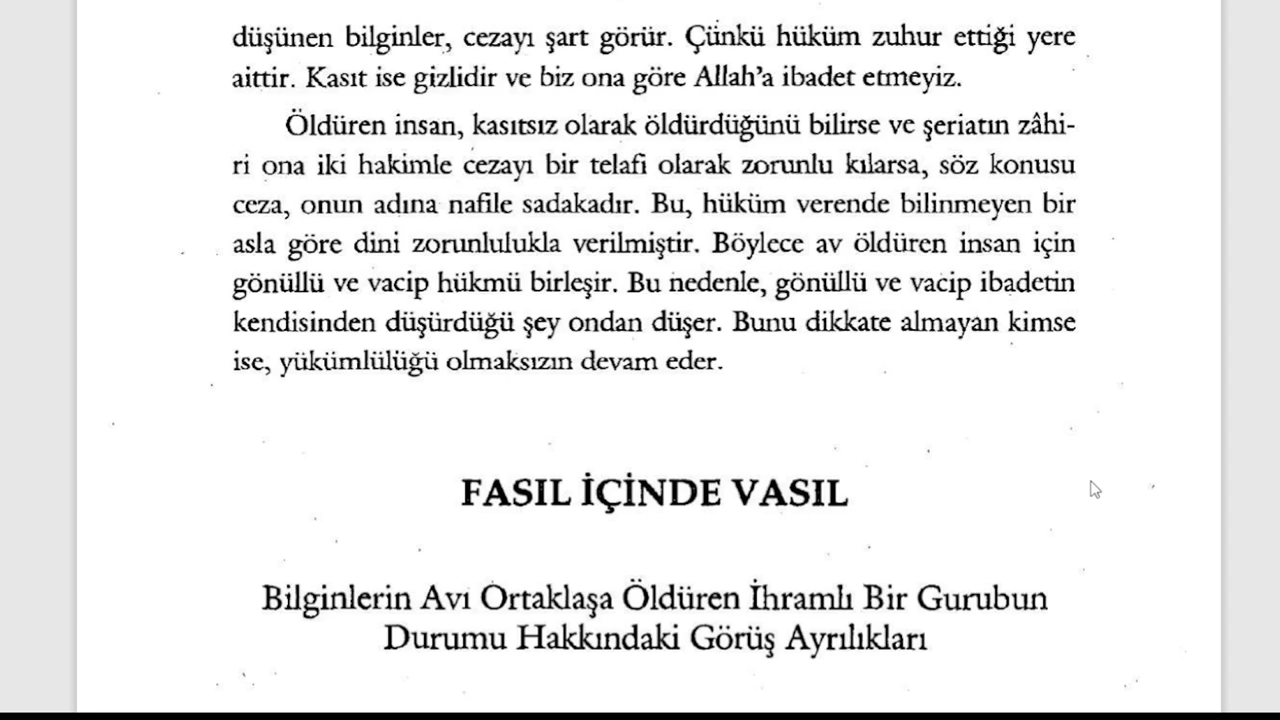 düşünen bilginler, cezayı şart görür. Çünkü hüküm zuhur ettiği yere
aittir. Kasıt ise gizlidir ve biz ona göre Allah'a ibadet etmeyiz.
Öldüren insan, kasıtsız olarak öldürdüğünü bilirse ve şeriatın zâhi-
ri ona iki hakimle cezayı bir telafi olarak zorunlu kılarsa, söz konusu
ceza, onun adına nafile sadakadır. Bu, hüküm verende bilinmeyen bir
asla göre dini zorunlulukla verilmiştir. Böylece av öldüren insan için
gönüllü ve vacip hükmü birleşir. Bu nedenle, gönüllü ve vacip ibadetin
kendisinden düşürdüğü şey ondan düşer. Bunu dikkate almayan kimse
ise, yükümlülüğü olmaksızın devam eder.
FASIL İÇİNDE VASIL
Bilginlerin Avı Ortaklaşa Öldüren İhramlı Bir Gurubun
Durumu Hakkındaki Görüş Ayrılıkları